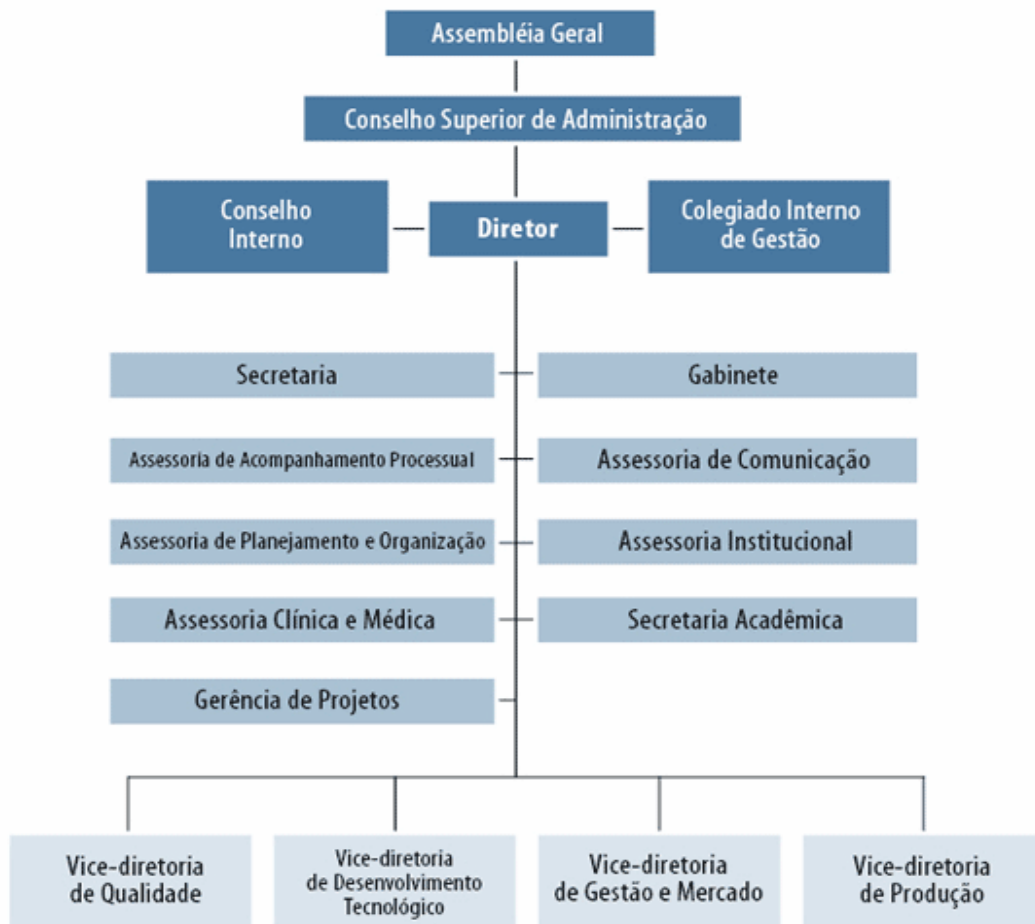 Assembléia Geral
Conselho Superior de Administração
Conselho
Interno
Diretor
Colegiado Interno
de Gestão
Secretaria
Gabinete
Assessoria de Acompanhamento Processual
Assessoria de Comunicação
Assessoria de Planejamento e Organização
Assessoria Institucional
Assessoria Clínica e Médica
Secretaria Acadêmica
Gerência de Projetos
Vice-diretoria
de Qualidade
Vice-diretoria
de Desenvolvimento
Tecnológico
Vice-diretoria
de Gestão e Mercado
Vice-diretoria
de Produção